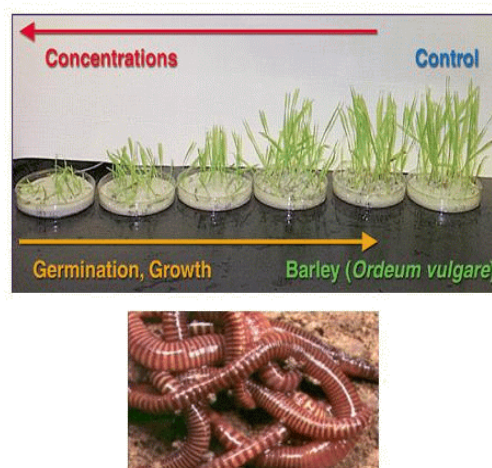 Concentrations
Control
Germination, Growth
Barley (Ordeum vulgare)